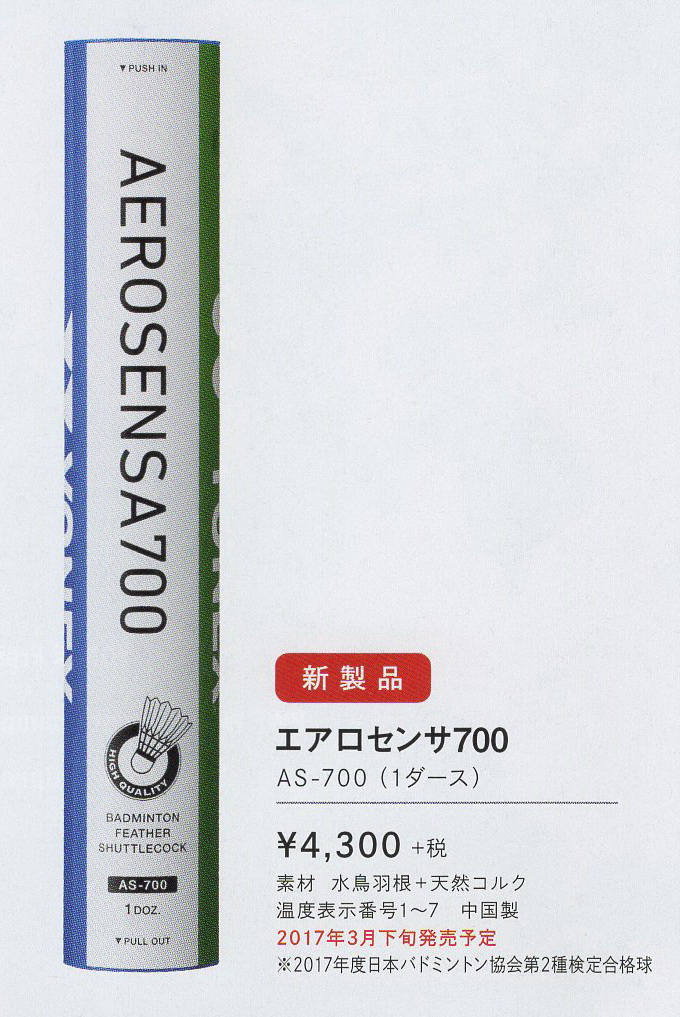 ▼PUSH IN
AEROSENSA700
YONEX
YONEX
HIGH QUALITY
BADMINTON
FEATHER
SHUTTLECOCK
AS-700
1DOZ.
▼PULL OUT
新製品
エアロセンサ700
AS-700（1ダース）
¥4,300 +税
素材 水鳥羽根＋天然コルク
温度表示番号1〜7 中国製
2017年3月下旬発売予定
※2017年度日本バドミントン協会第2種検定合格球